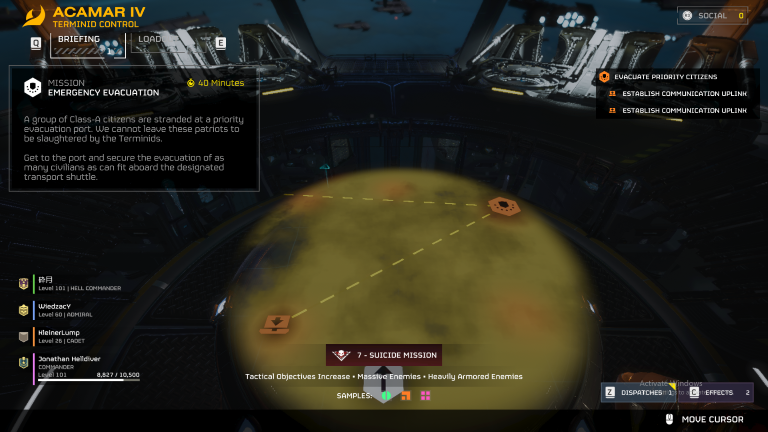 ACAMAR IV
TERMINID CONTROL
SOCIAL 0
Q BRIEFING E
MISSION
EMERGENCY EVACUATION
40 Minutes
A group of Class-A citizens are stranded at a priority
evacuation port. We cannot leave these patriots to
be slaughtered by the Terminids.
Get to the port and secure the evacuation of as
many civilians as can fit aboard the designated
transport shuttle.
EVACUATE PRIORITY CITIZENS
ESTABLISH COMMUNICATION UPLINK
ESTABLISH COMMUNICATION UPLINK
Level 101 | HELL COMMANDER
WiedzacY
Level 60 | ADMIRAL
KleinerLump
Level 26 | CADET
Jonathan Helldiver
COMMANDER
Level 101 8,827 / 10,500
7 - SUICIDE MISSION
Tactical Objectives Increase • Massive Enemies • Heavily Armored Enemies
SAMPLES:
Activate Windows
Z DISPATCHES 1
C EFFECTS 2
MOVE CURSOR